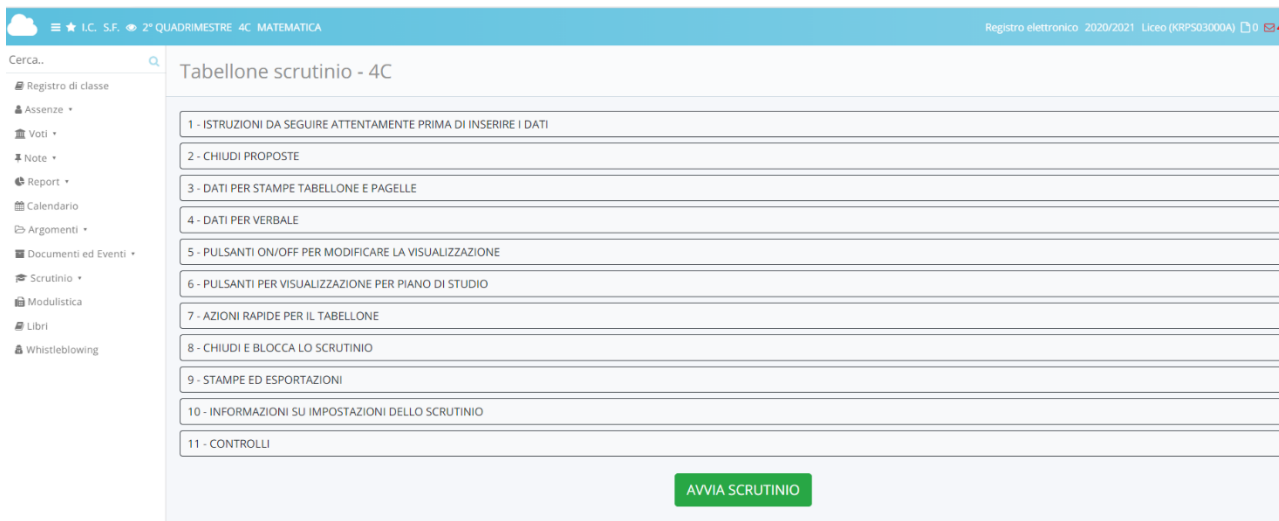 I.C. S.F. 2° QUADRIMESTRE 4C MATEMATICA
Registro elettronico 2020/2021 Liceo (KRPS03000A) 0
Cerca..
Registro di classe
Assenze
Voti
Note
Report
Calendario
Argomenti
Documenti ed Eventi
Scrutinio
Modulistica
Libri
Whistleblowing
Tabellone scrutinio - 4C
1 - ISTRUZIONI DA SEGUIRE ATTENTAMENTE PRIMA DI INSERIRE I DATI
2 - CHIUDI PROPOSTE
3 - DATI PER STAMPE TABELLONE E PAGELLE
4 - DATI PER VERBALE
5 - PULSANTI ON/OFF PER MODIFICARE LA VISUALIZZAZIONE
6 - PULSANTI PER VISUALIZZAZIONE PER PIANO DI STUDIO
7 - AZIONI RAPIDE PER IL TABELLONE
8 - CHIUDI E BLOCCA LO SCRUTINIO
9 - STAMPE ED ESPORTAZIONI
10 - INFORMAZIONI SU IMPOSTAZIONI DELLO SCRUTINIO
11 - CONTROLLI
AVVIA SCRUTINIO